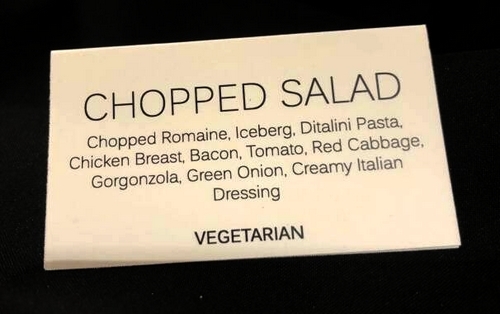 CHOPPED SALAD
Chopped Romaine, Iceberg, Ditalini Pasta,
Chicken Breast, Bacon, Tomato, Red Cabbage,
Gorgonzola, Green Onion, Creamy Italian
Dressing
VEGETARIAN